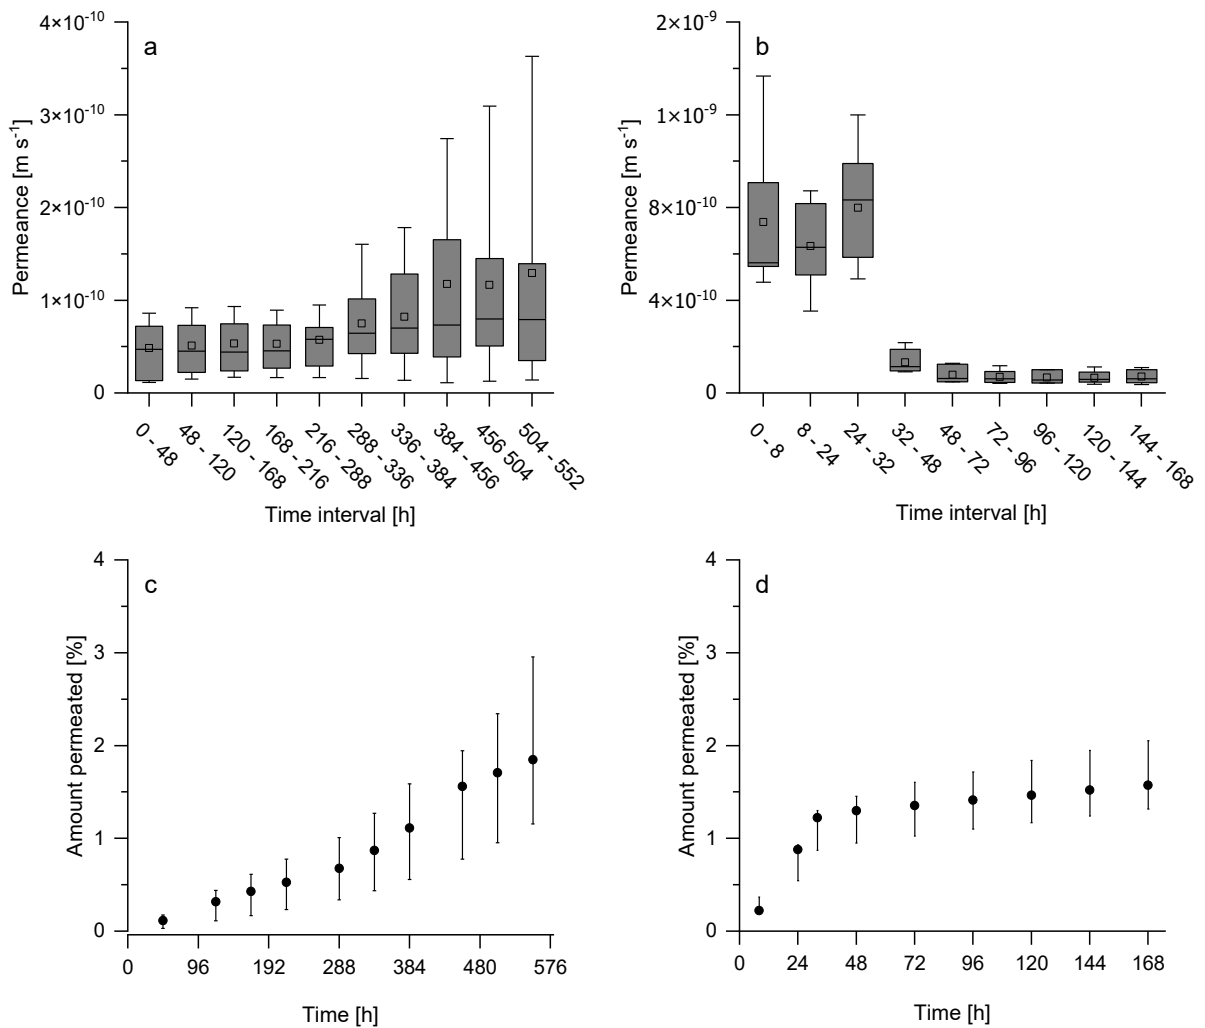 a
4×10⁻¹⁰
3×10⁻¹⁰
2×10⁻¹⁰
1×10⁻¹⁰
0
Permeance [m s⁻¹]
0 - 48
48 - 120
120 - 168
168 - 216
216 - 288
288 - 336
336 - 384
384 - 456
456 504
504 - 552
Time interval [h]
b
2×10⁻⁹
1×10⁻⁹
8×10⁻¹⁰
4×10⁻¹⁰
0
Permeance [m s⁻¹]
0 - 8
8 - 24
24 - 32
32 - 48
48 - 72
72 - 96
96 - 120
120 - 144
144 - 168
Time interval [h]
c
4
3
2
1
0
Amount permeated [%]
0 96 192 288 384 480 576
Time [h]
d
4
3
2
1
0
Amount permeated [%]
0 24 48 72 96 120 144 168
Time [h]